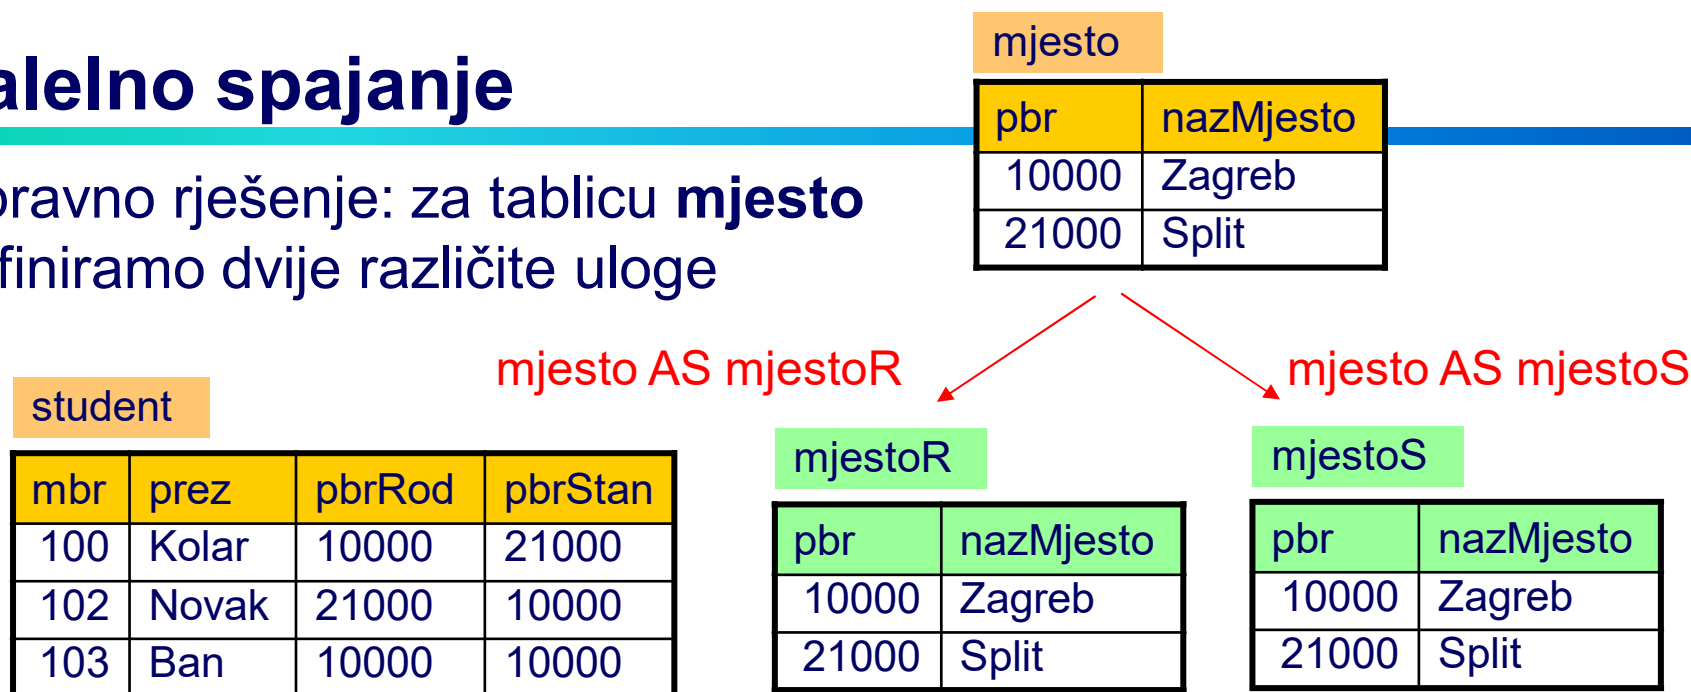 alelno spajanje
mjesto
pbr nazMjesto
10000 Zagreb
21000 Split
pravno rješenje: za tablicu mjesto
finiramo dvije različite uloge
mjesto AS mjestoR
mjesto AS mjestoS
student
mbr prez pbrRod pbrStan
100 Kolar 10000 21000
102 Novak 21000 10000
103 Ban 10000 10000
mjestoR
pbr nazMjesto
10000 Zagreb
21000 Split
mjestoS
pbr nazMjesto
10000 Zagreb
21000 Split